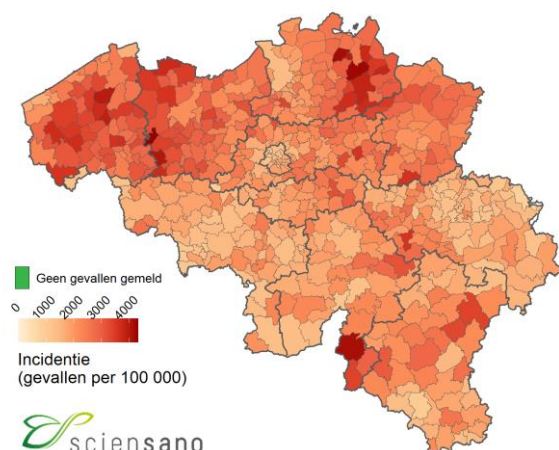 Geen gevallen gemeld
0 1000 2000 3000 4000
Incidentie
(gevallen per 100 000)
sciensano